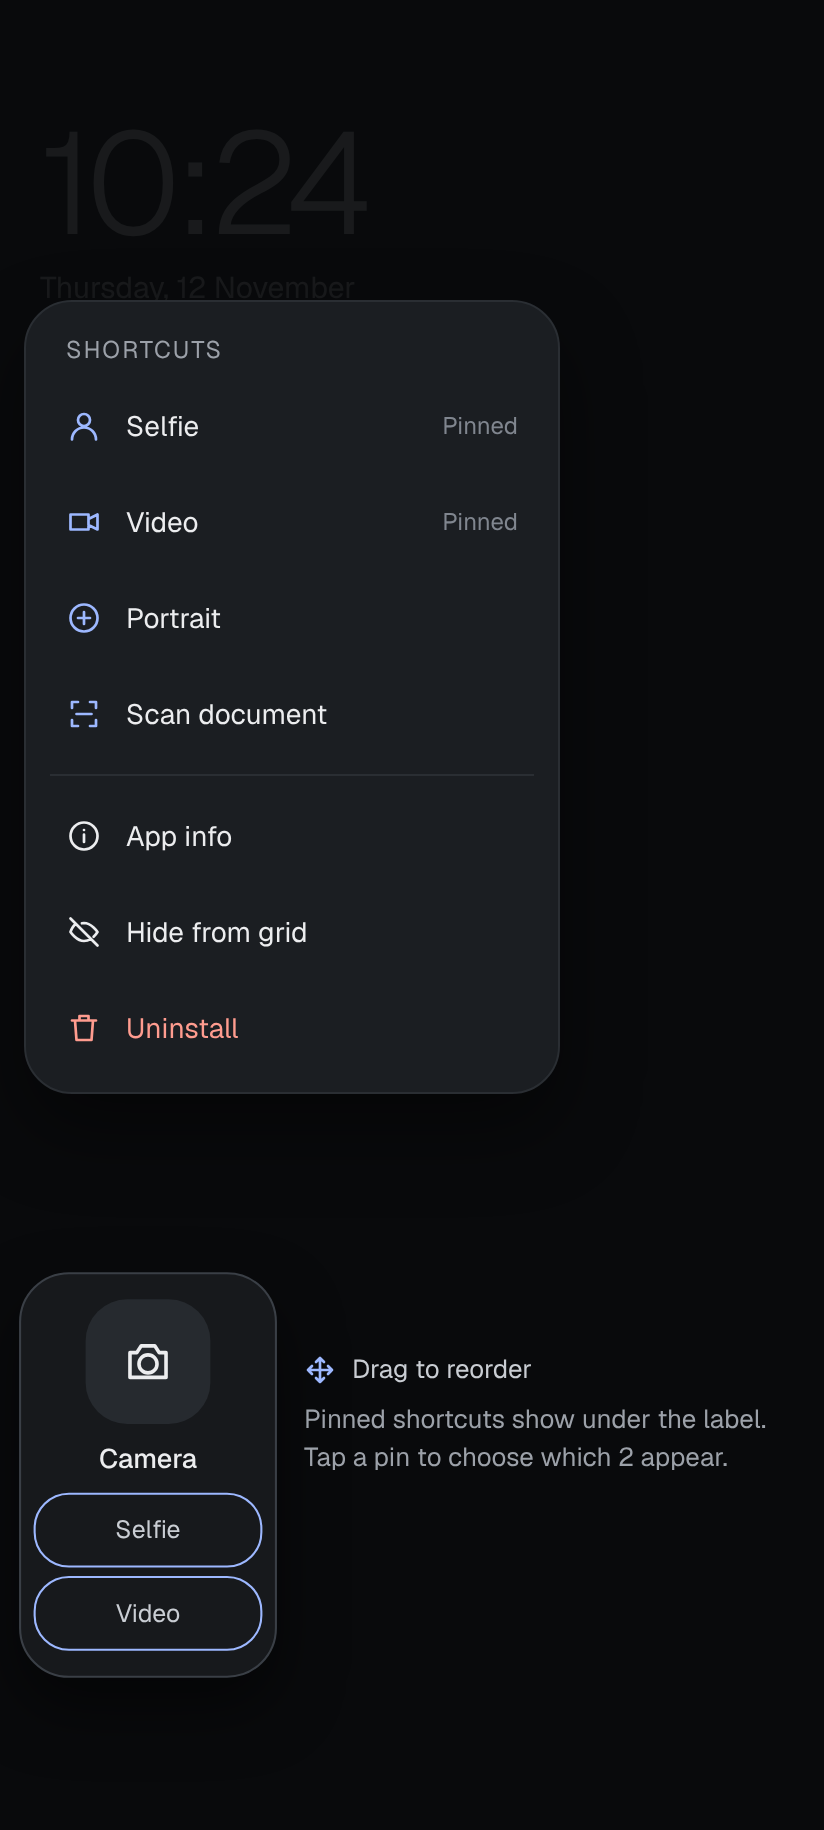 10:24
Thursday, 12 November
SHORTCUTS
Selfie Pinned
Video Pinned
Portrait
Scan document
App info
Hide from grid
Uninstall
Camera
Selfie
Video
Drag to reorder
Pinned shortcuts show under the label.
Tap a pin to choose which 2 appear.